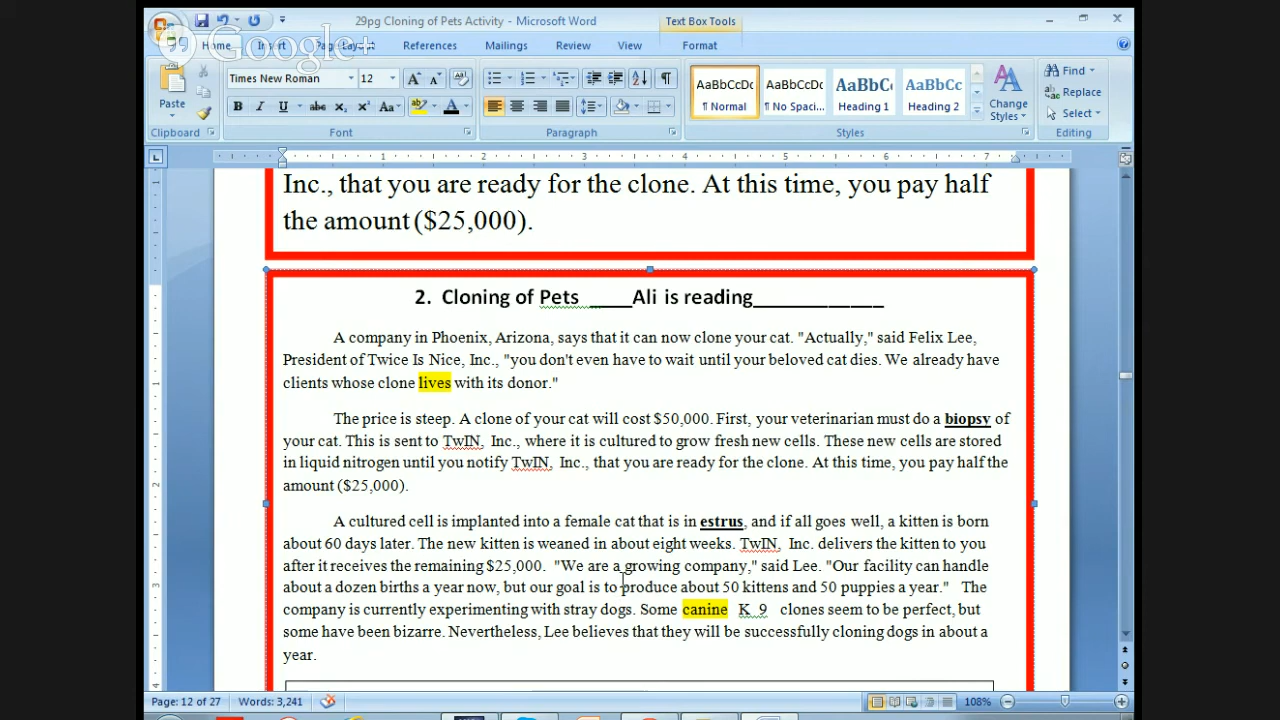 29pg Cloning of Pets Activity - Microsoft Word
Text Box Tools
Google+
Home Insert Page Layout References Mailings Review View Format
Paste
Times New Roman 12
AaBbCcDc AaBbCcDc AaBbC AaBbCc
¶ Normal ¶ No Spaci... Heading 1 Heading 2
Change Styles
Find
Replace
Select
Clipboard Font Paragraph Styles Editing
1 2 3 4 5 6 7
Inc., that you are ready for the clone. At this time, you pay half
the amount ($25,000).
2. Cloning of Pets ____Ali is reading____________
A company in Phoenix, Arizona, says that it can now clone your cat. "Actually," said Felix Lee,
President of Twice Is Nice, Inc., "you don't even have to wait until your beloved cat dies. We already have
clients whose clone lives with its donor."
The price is steep. A clone of your cat will cost $50,000. First, your veterinarian must do a biopsy of
your cat. This is sent to TwIN, Inc., where it is cultured to grow fresh new cells. These new cells are stored
in liquid nitrogen until you notify TwIN, Inc., that you are ready for the clone. At this time, you pay half the
amount ($25,000).
A cultured cell is implanted into a female cat that is in estrus, and if all goes well, a kitten is born
about 60 days later. The new kitten is weaned in about eight weeks. TwIN, Inc. delivers the kitten to you
after it receives the remaining $25,000. "We are a growing company," said Lee. "Our facility can handle
about a dozen births a year now, but our goal is to produce about 50 kittens and 50 puppies a year." The
company is currently experimenting with stray dogs. Some canine K 9 clones seem to be perfect, but
some have been bizarre. Nevertheless, Lee believes that they will be successfully cloning dogs in about a
year.
Page: 12 of 27 Words: 3,241 108%